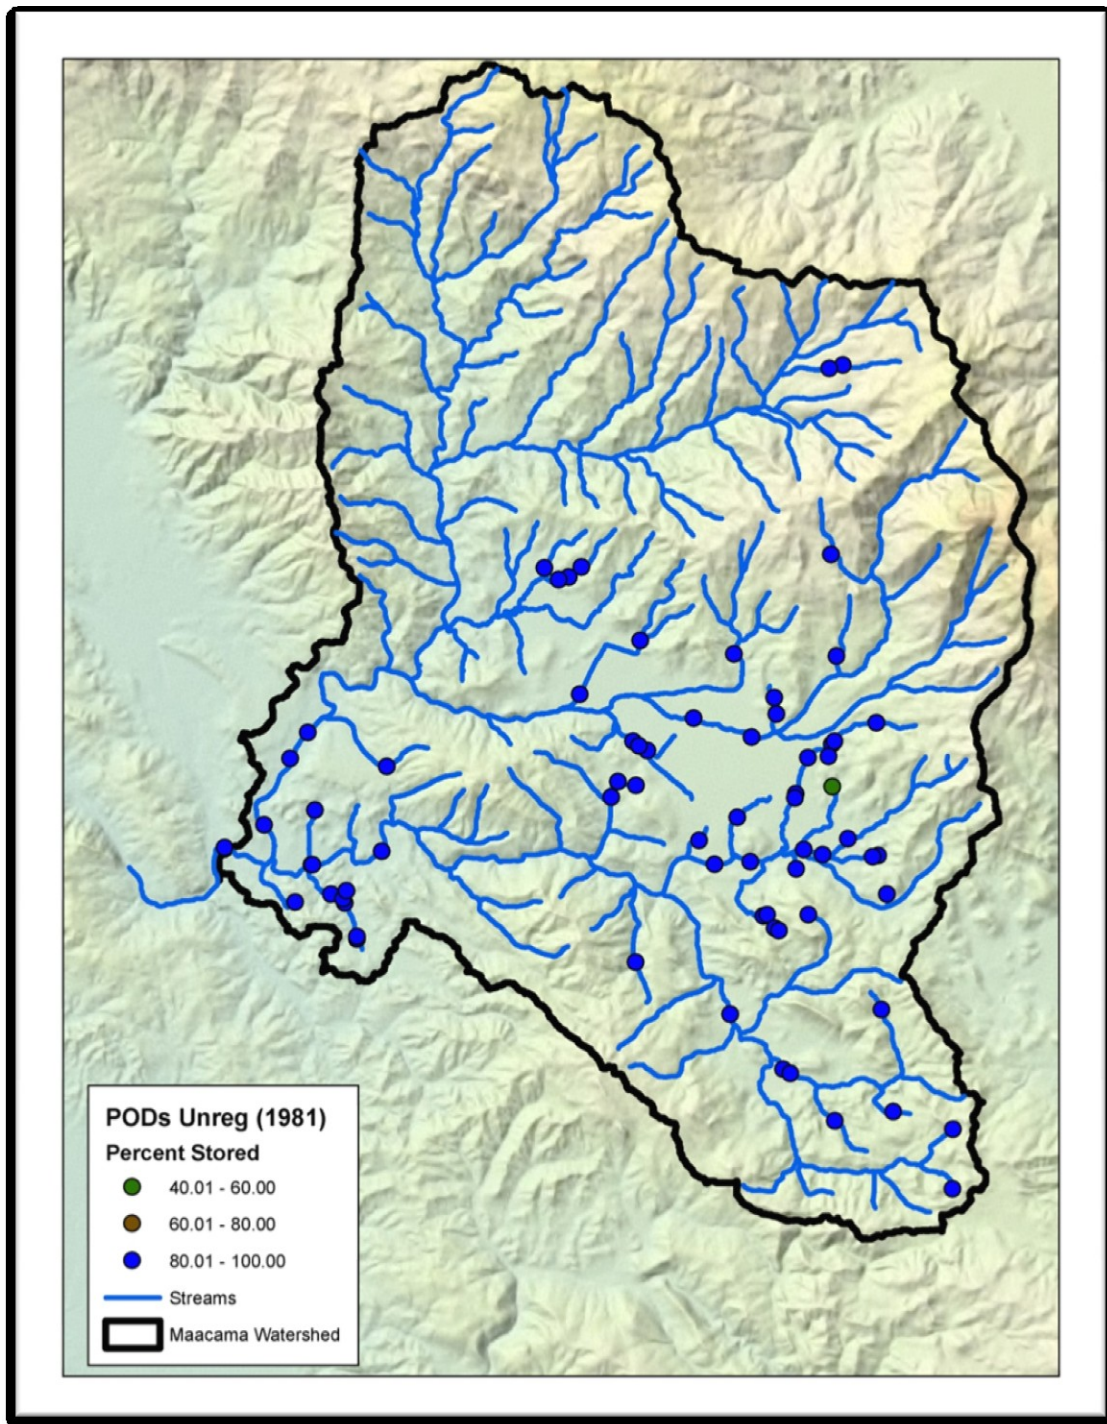 PODs Unreg (1981)
Percent Stored
40.01 - 60.00
60.01 - 80.00
80.01 - 100.00
Streams
Maacama Watershed